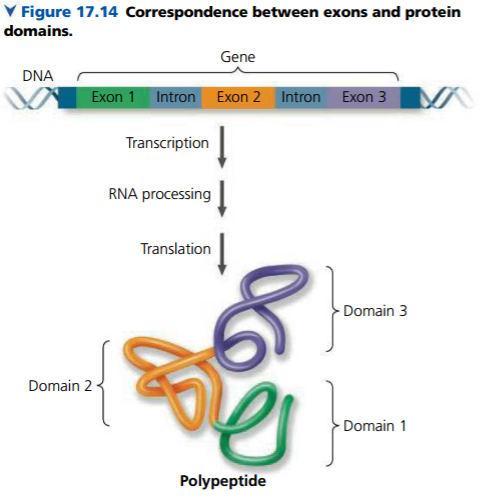 Figure 17.14 Correspondence between exons and protein
domains.
Gene
DNA
Exon 1 Intron Exon 2 Intron Exon 3
Transcription
RNA processing
Translation
Domain 3
Domain 2
Domain 1
Polypeptide